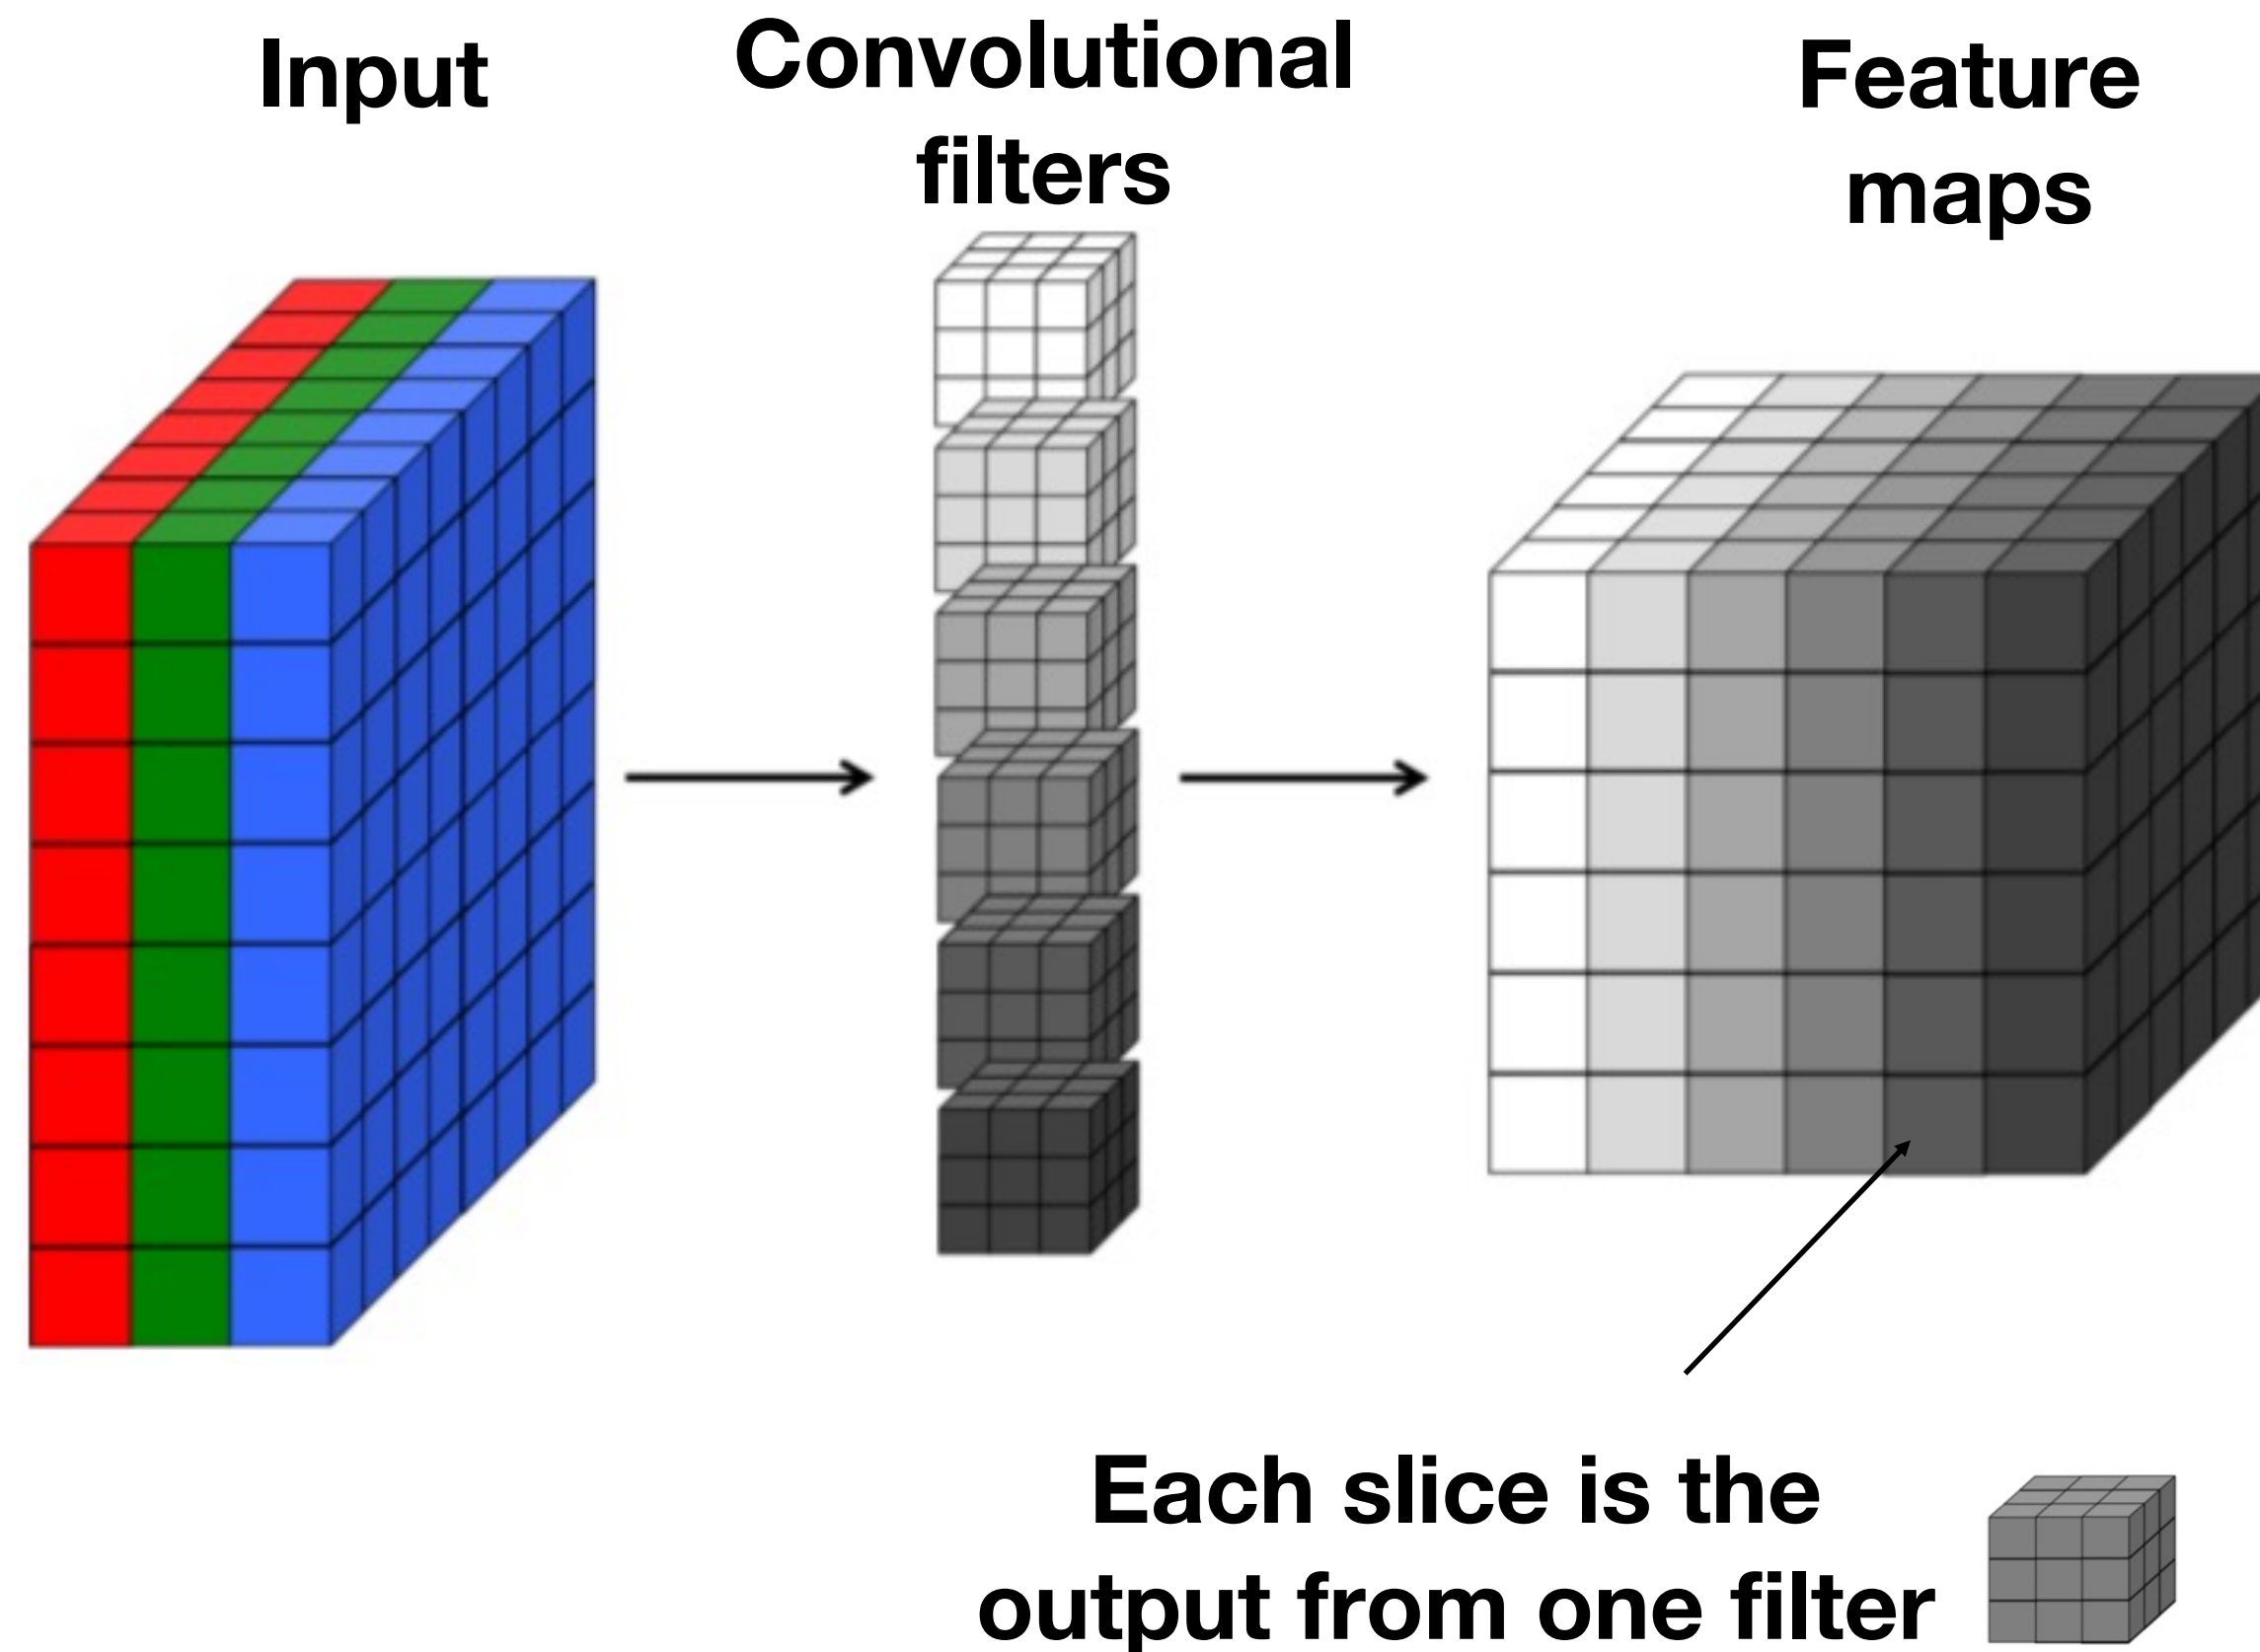 Input
Convolutional
filters
Feature
maps
Each slice is the
output from one filter